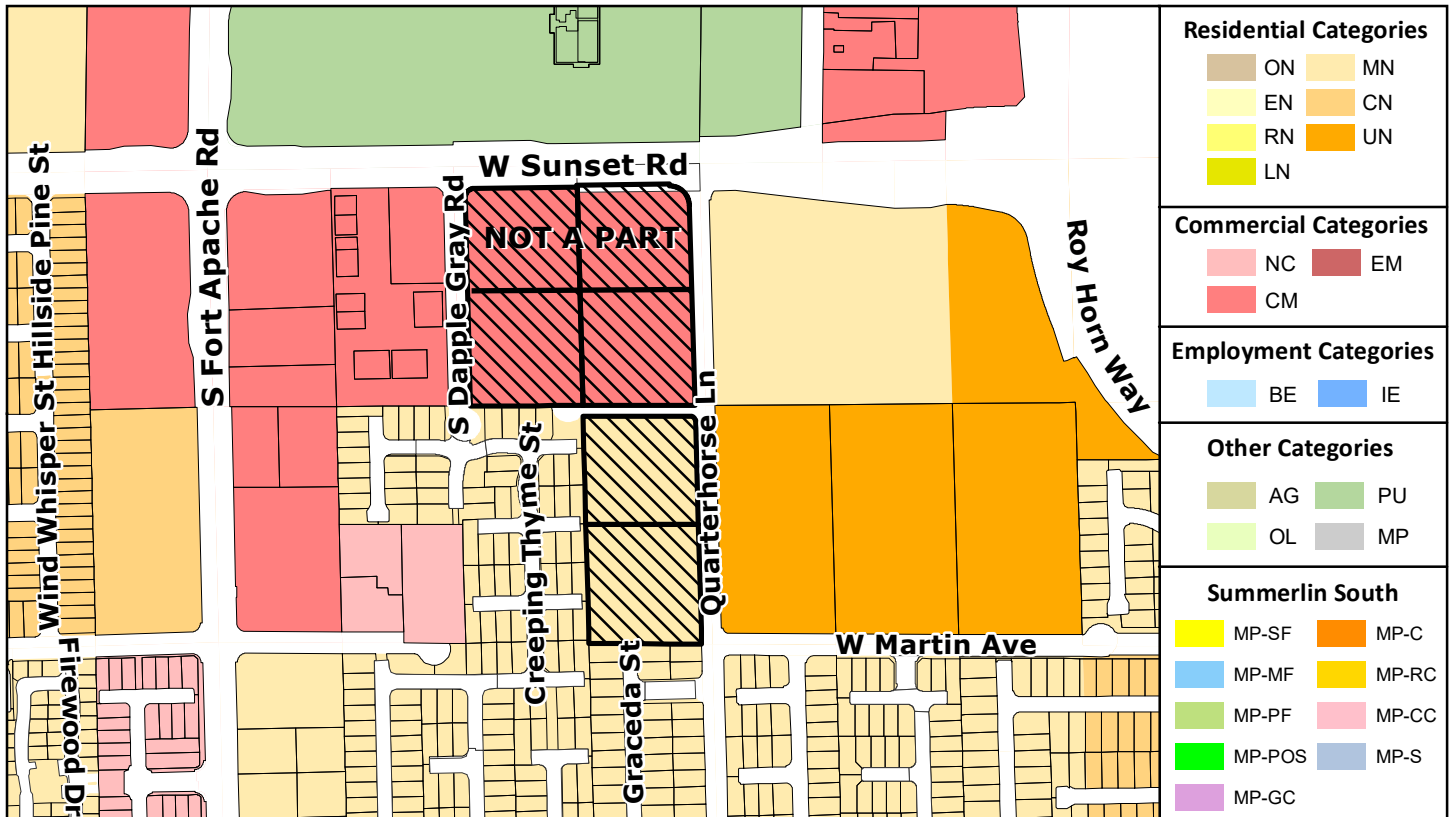 W Sunset Rd
NOT A PART
S Fort Apache Rd
S Dapple Gray Rd
Hillside Pine St
Wind Whisper St
Firewood Dr
Creeping Thyme St
Graceda St
Quarterhorse Ln
Roy Horn Way
W Martin Ave
Residential Categories
ON MN
EN CN
RN UN
LN
Commercial Categories
NC EM
CM
Employment Categories
BE IE
Other Categories
AG PU
OL MP
Summerlin South
MP-SF MP-C
MP-MF MP-RC
MP-PF MP-CC
MP-POS MP-S
MP-GC